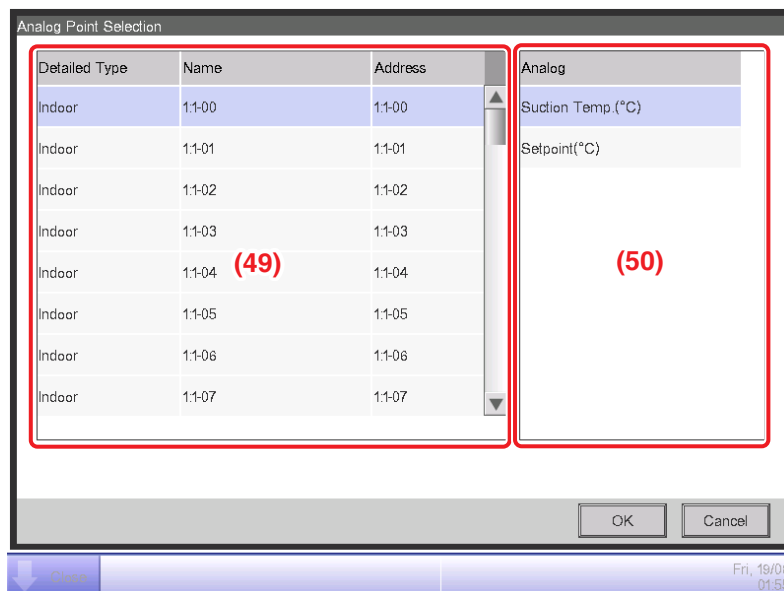 Analog Point Selection
Detailed Type Name Address Analog
Indoor 1:1-00 1:1-00 Suction Temp.(°C)
Indoor 1:1-01 1:1-01 Setpoint(°C)
Indoor 1:1-02 1:1-02
Indoor 1:1-03 1:1-03
Indoor 1:1-04 (49) 1:1-04 (50)
Indoor 1:1-05 1:1-05
Indoor 1:1-06 1:1-06
Indoor 1:1-07 1:1-07
OK Cancel
Fri, 19/08
01:55